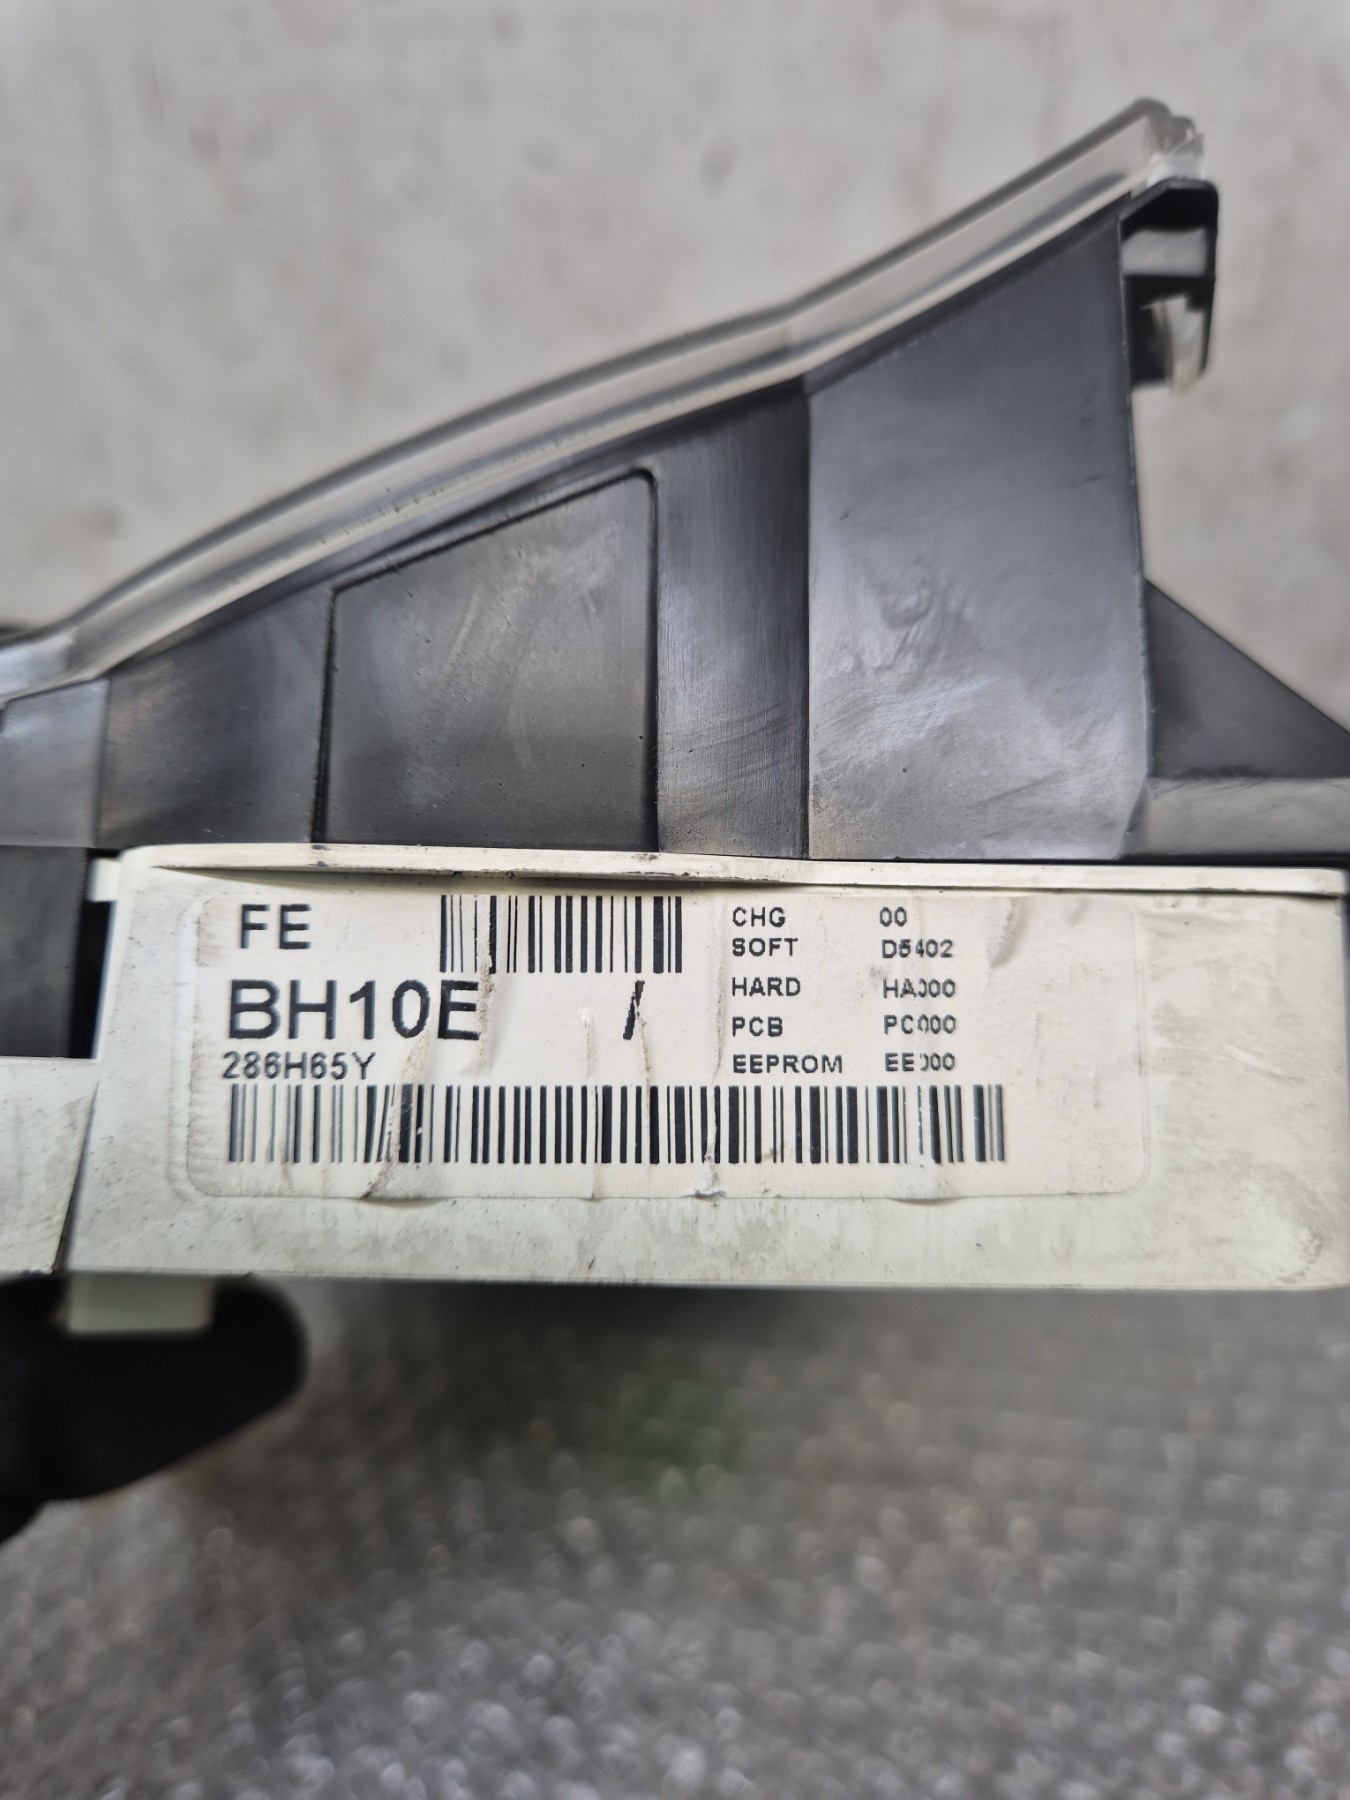 FE
BH10E /
286H65Y
CHG 00
SOFT D5402
HARD HA000
PCB PC000
EEPROM EE000